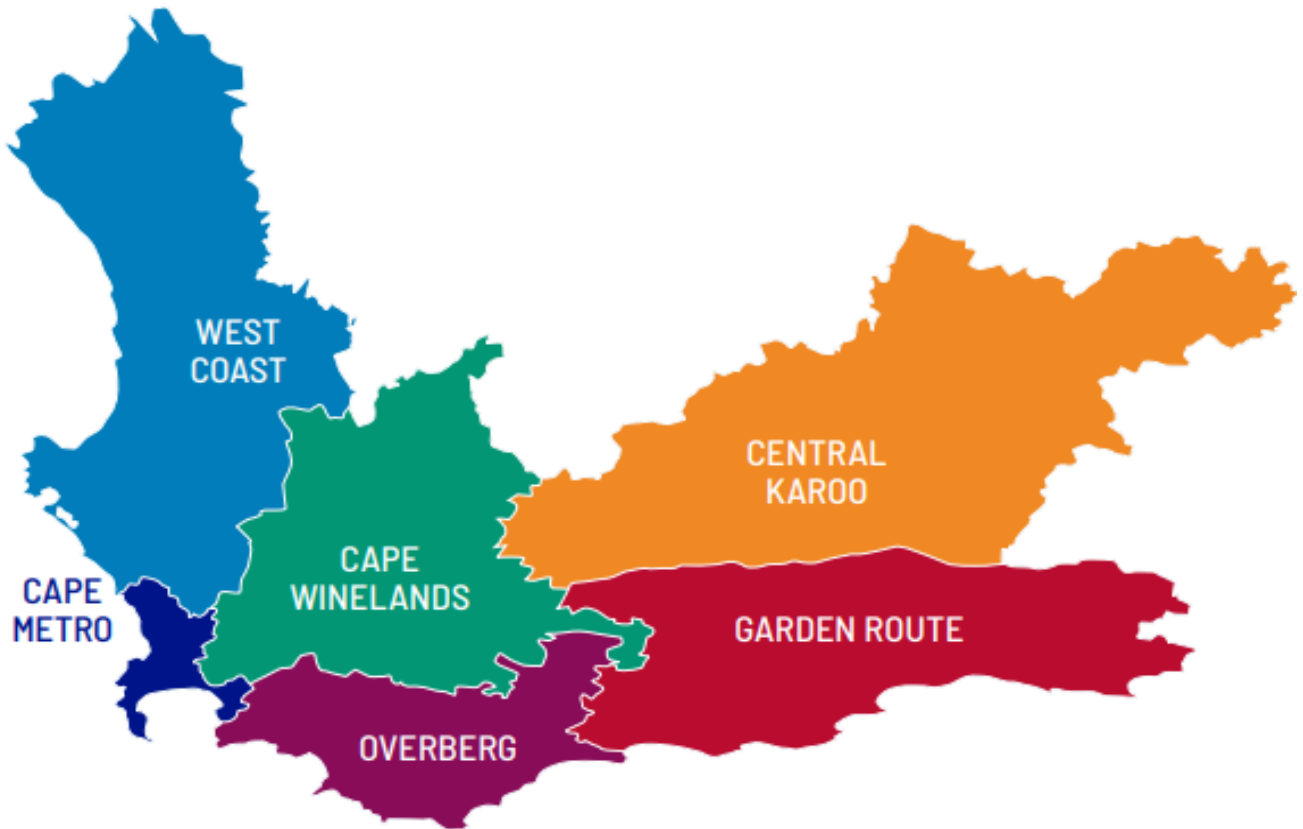 WEST
COAST
CENTRAL
KAROO
CAPE
WINELANDS
CAPE
METRO
GARDEN ROUTE
OVERBERG